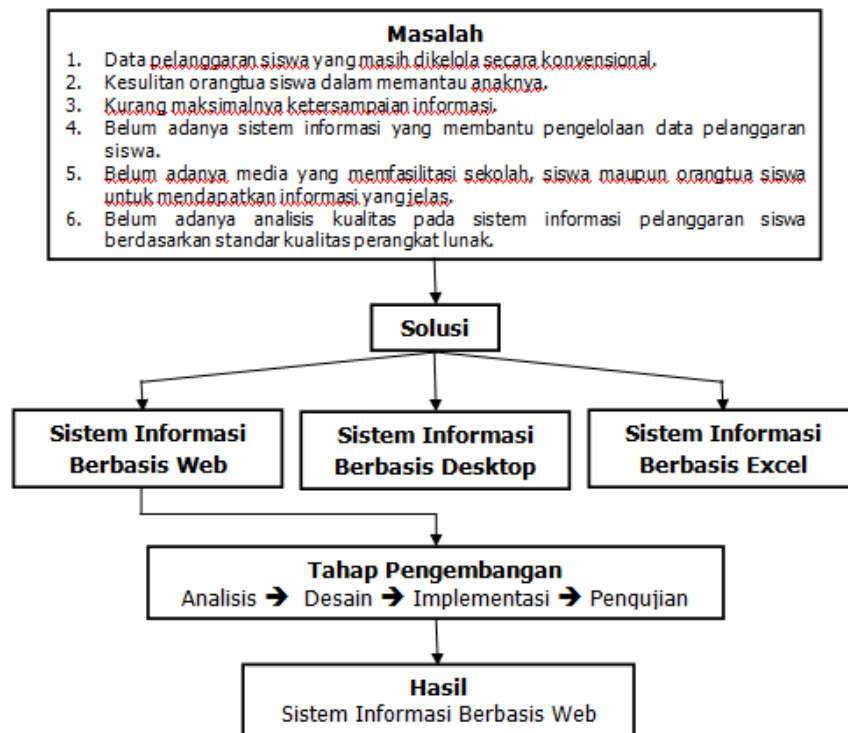 Masalah
1. Data pelanggaran siswa yang masih dikelola secara konvensional.
2. Kesulitan orangtua siswa dalam memantau anaknya.
3. Kurang maksimalnya ketersampaian informasi.
4. Belum adanya sistem informasi yang membantu pengelolaan data pelanggaran
siswa.
5. Belum adanya media yang memfasilitasi sekolah, siswa maupun orangtua siswa
untuk mendapatkan informasi yang jelas.
6. Belum adanya analisis kualitas pada sistem informasi pelanggaran siswa
berdasarkan standar kualitas perangkat lunak.
Solusi
Sistem Informasi
Berbasis Web
Sistem Informasi
Berbasis Desktop
Sistem Informasi
Berbasis Excel
Tahap Pengembangan
Analisis ➔ Desain ➔ Implementasi ➔ Pengujian
Hasil
Sistem Informasi Berbasis Web